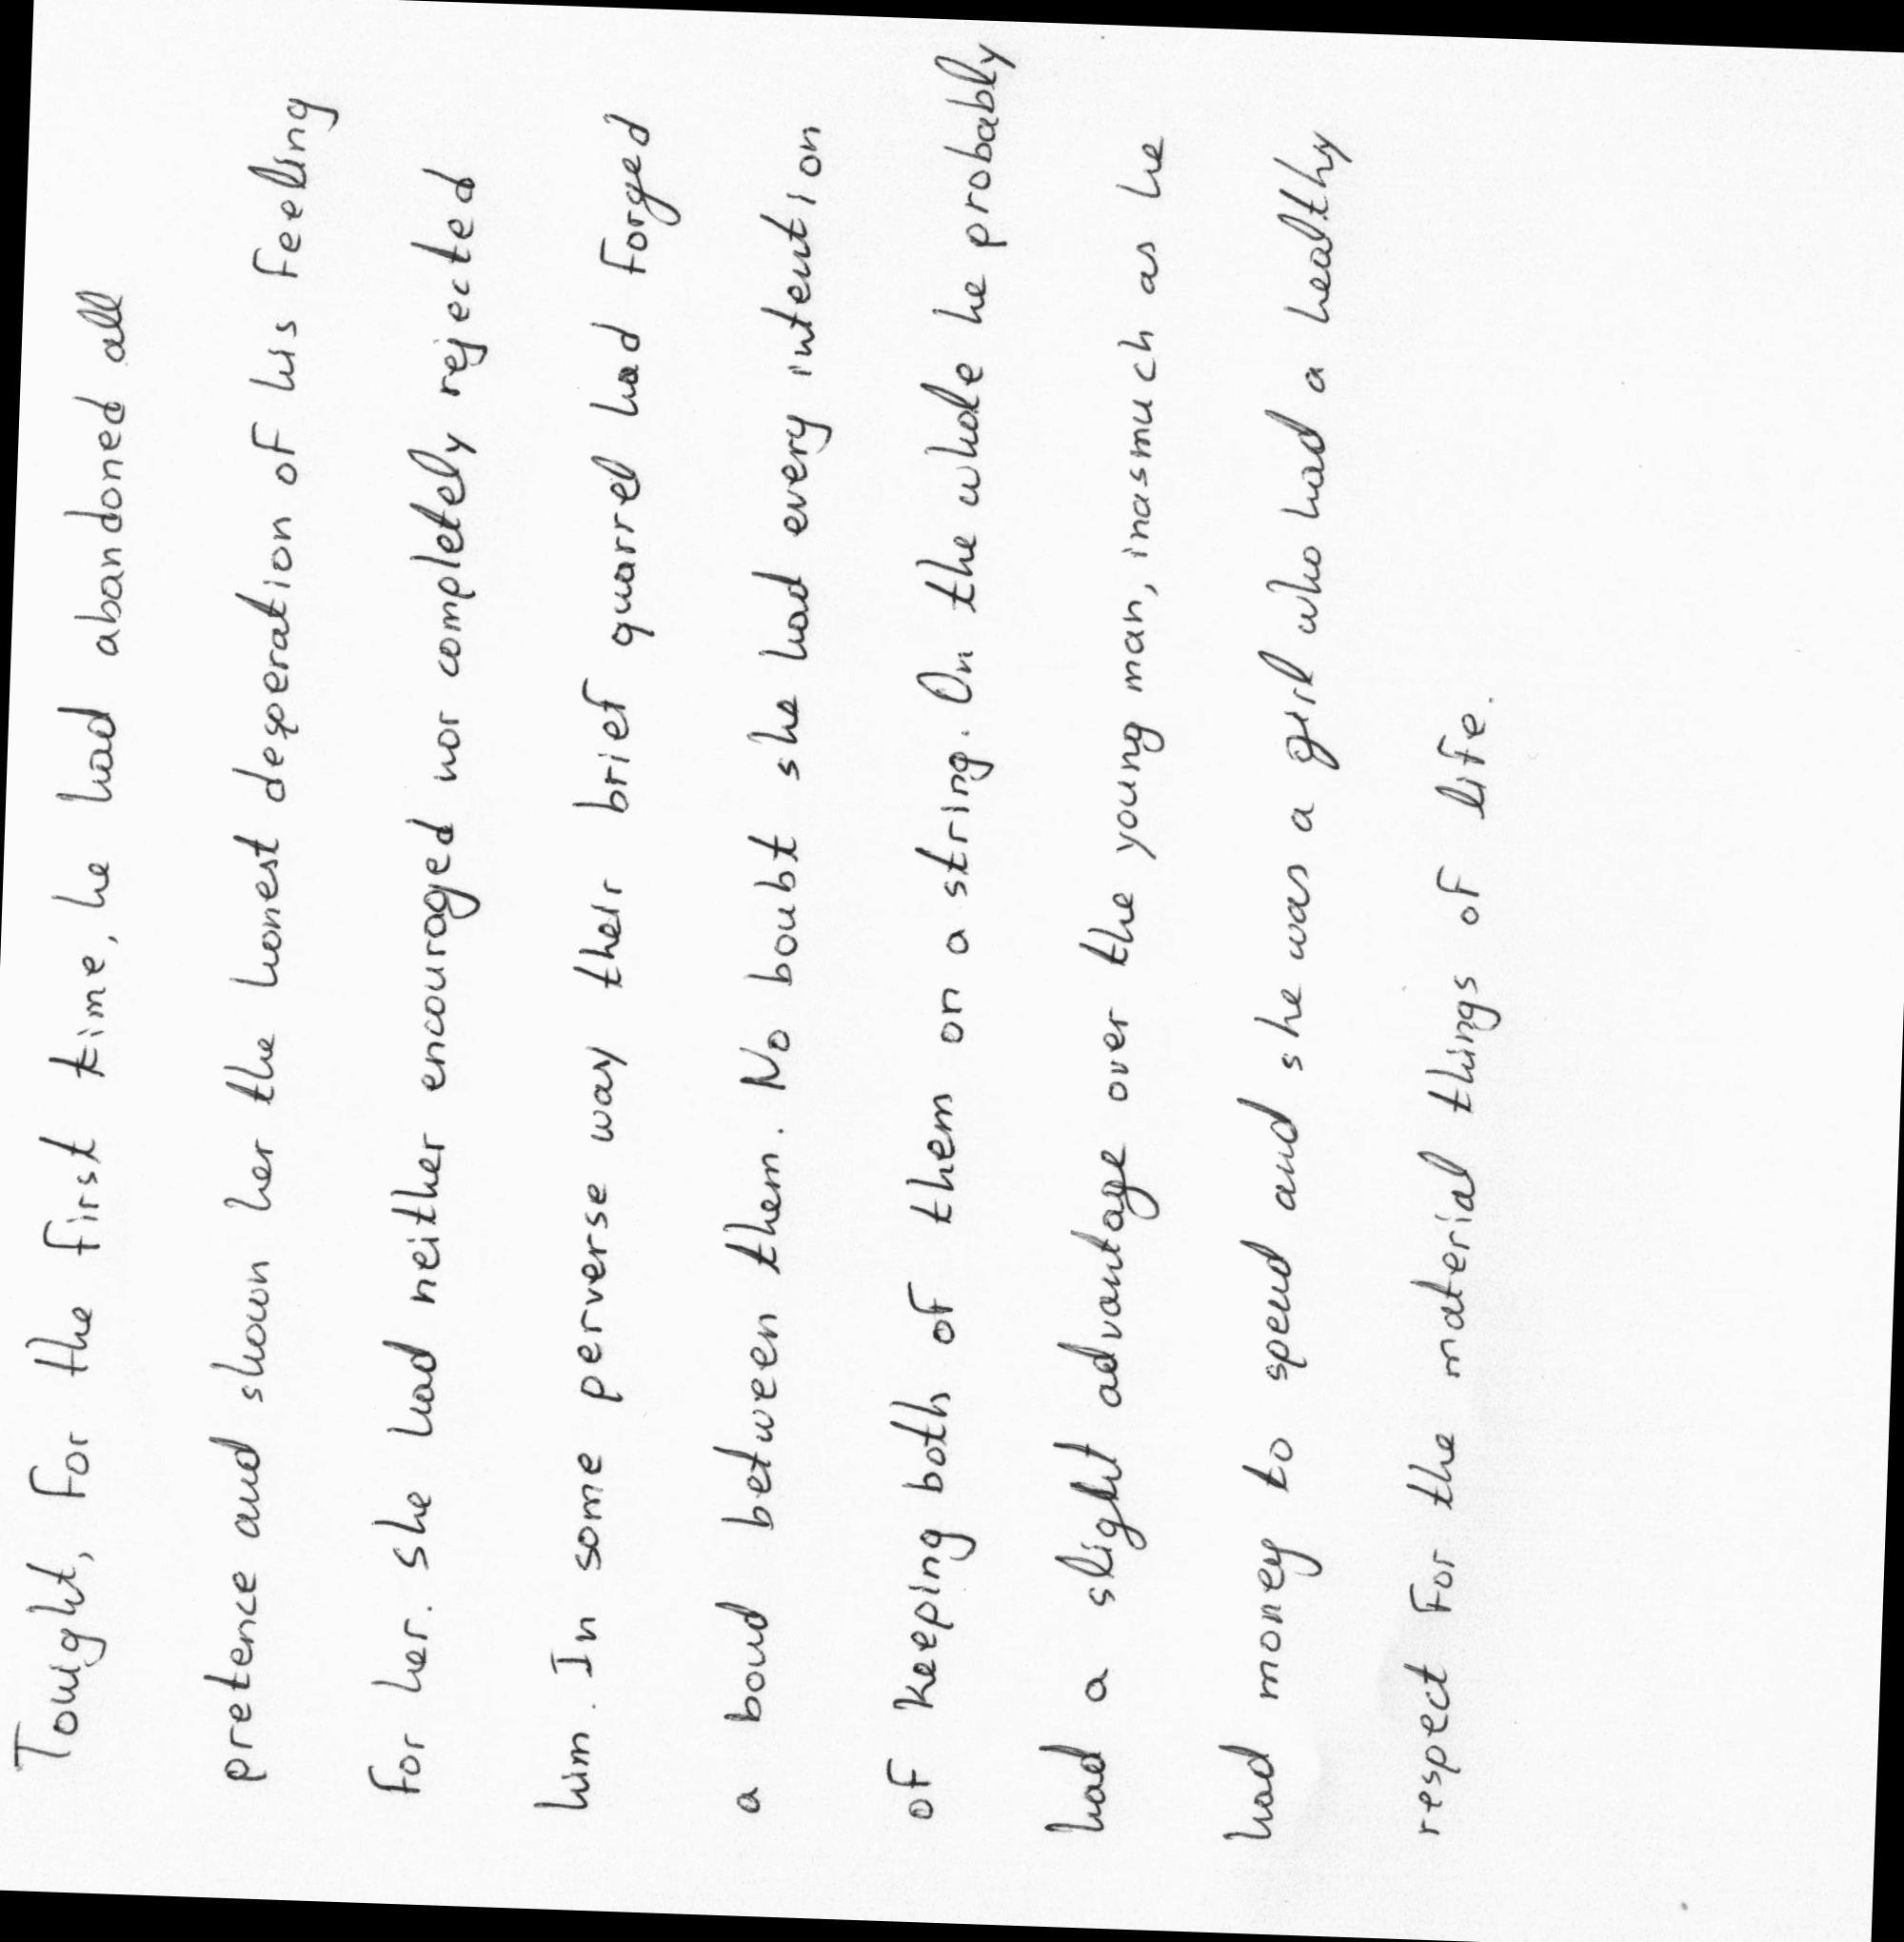 Tonight, for the first time, he had abandoned all
pretence and shown her the honest desperation of his feeling
for her. She had neither encouraged nor completely rejected
him. In some perverse way their brief quarrel had forged
a bond between them. No boubt she had every intention
of keeping both of them on a string. On the whole he probably
had a slight advantage over the young man, inasmuch as he
had money to spend and she was a girl who had a healthy
respect for the material things of life.